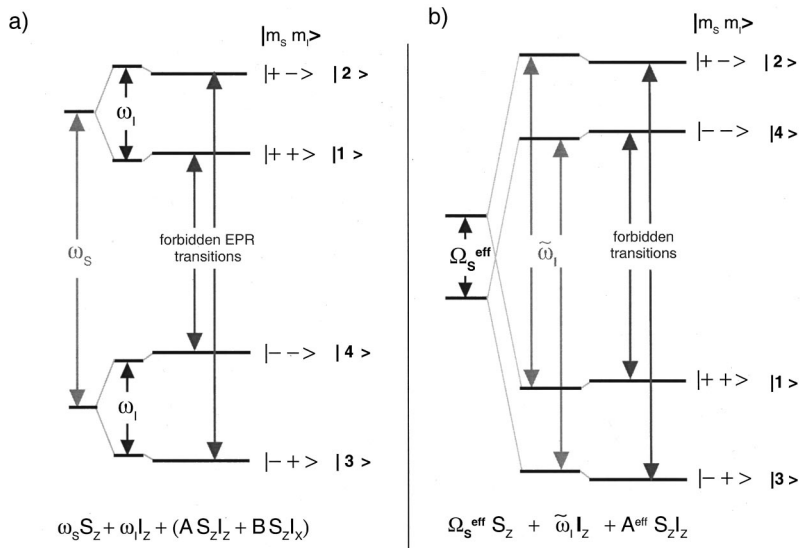 a)
|m_S m_I>
|+ −> |2>
ω_I
|+ +> |1>
ω_S
forbidden EPR
transitions
|− −> |4>
ω_I
|− +> |3>
ω_S S_Z + ω_I I_Z + (A S_Z I_Z + B S_Z I_X)
b)
|m_S m_I>
|+ −> |2>
|− −> |4>
Ω_S^eff
ω̃_I
forbidden
transitions
|+ +> |1>
|− +> |3>
Ω_S^eff S_Z + ω̃_I I_Z + A^eff S_Z I_Z